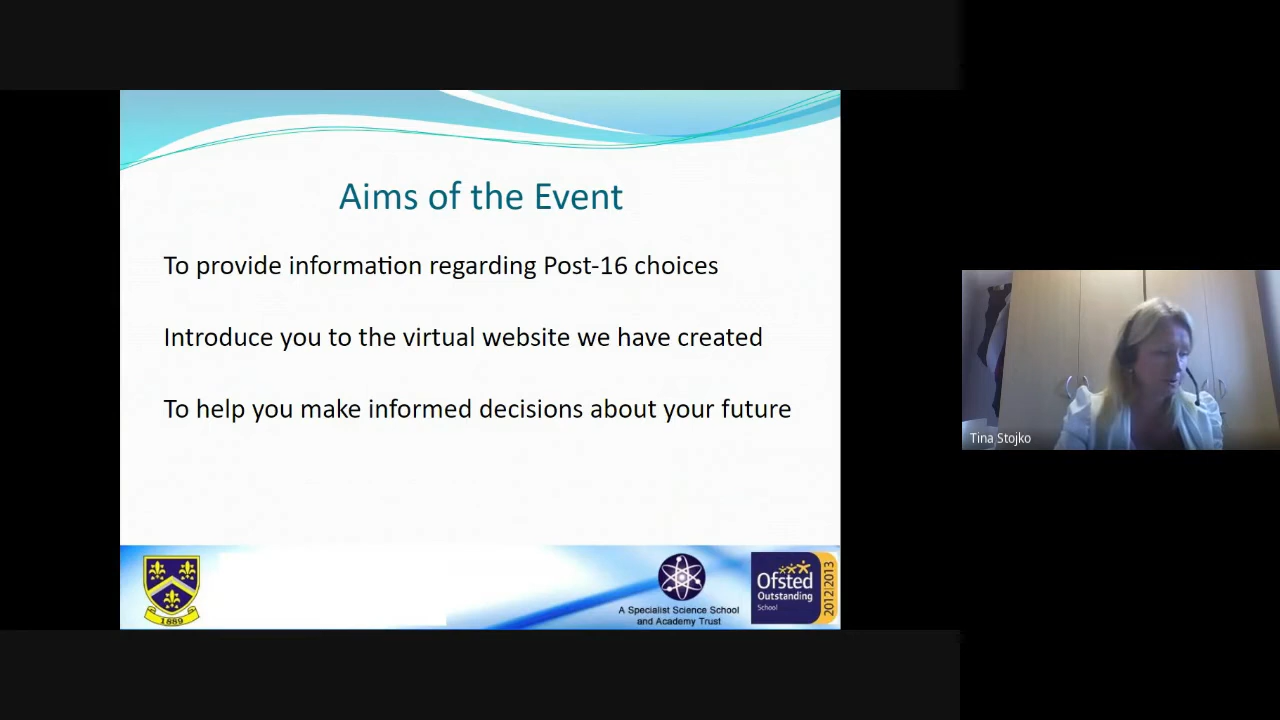 Aims of the Event
To provide information regarding Post-16 choices
Introduce you to the virtual website we have created
To help you make informed decisions about your future
1889
A Specialist Science School
and Academy Trust
Ofsted
Outstanding
School
2012|2013
Tina Stojko